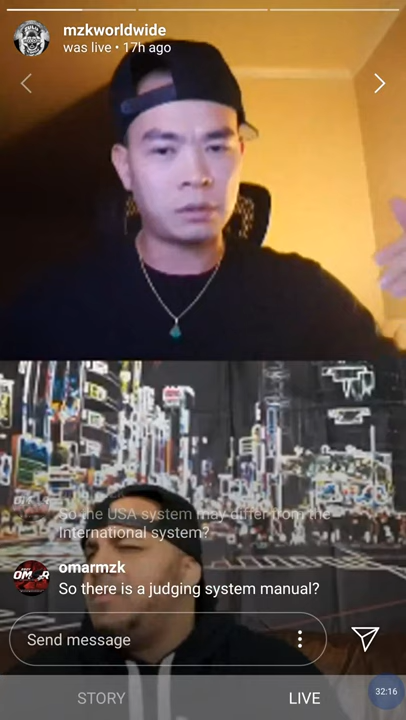 mzkworldwide
was live • 17h ago
So the USA system may differ from the
International system?
omarmzk
So there is a judging system manual?
Send message
STORY
LIVE
32:16